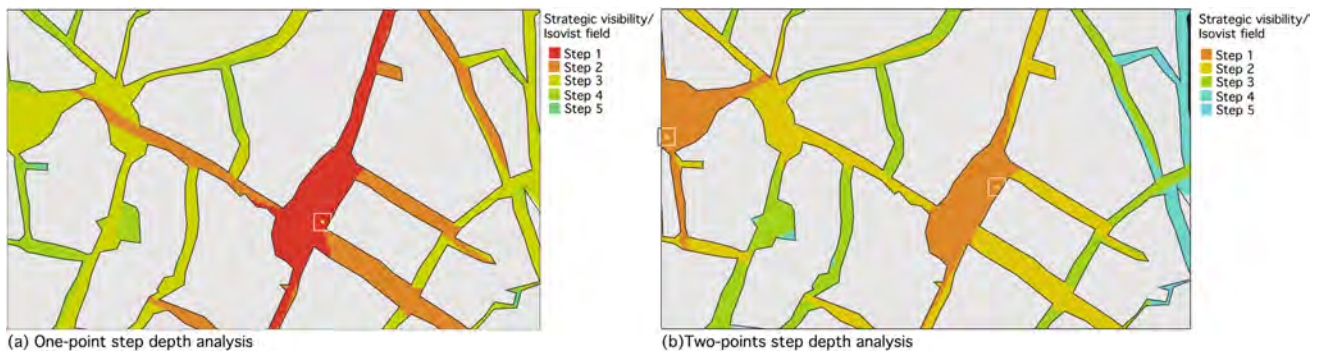 Strategic visibility/
Isovist field
Step 1
Step 2
Step 3
Step 4
Step 5
(a) One-point step depth analysis
Strategic visibility/
Isovist field
Step 1
Step 2
Step 3
Step 4
Step 5
(b)Two-points step depth analysis